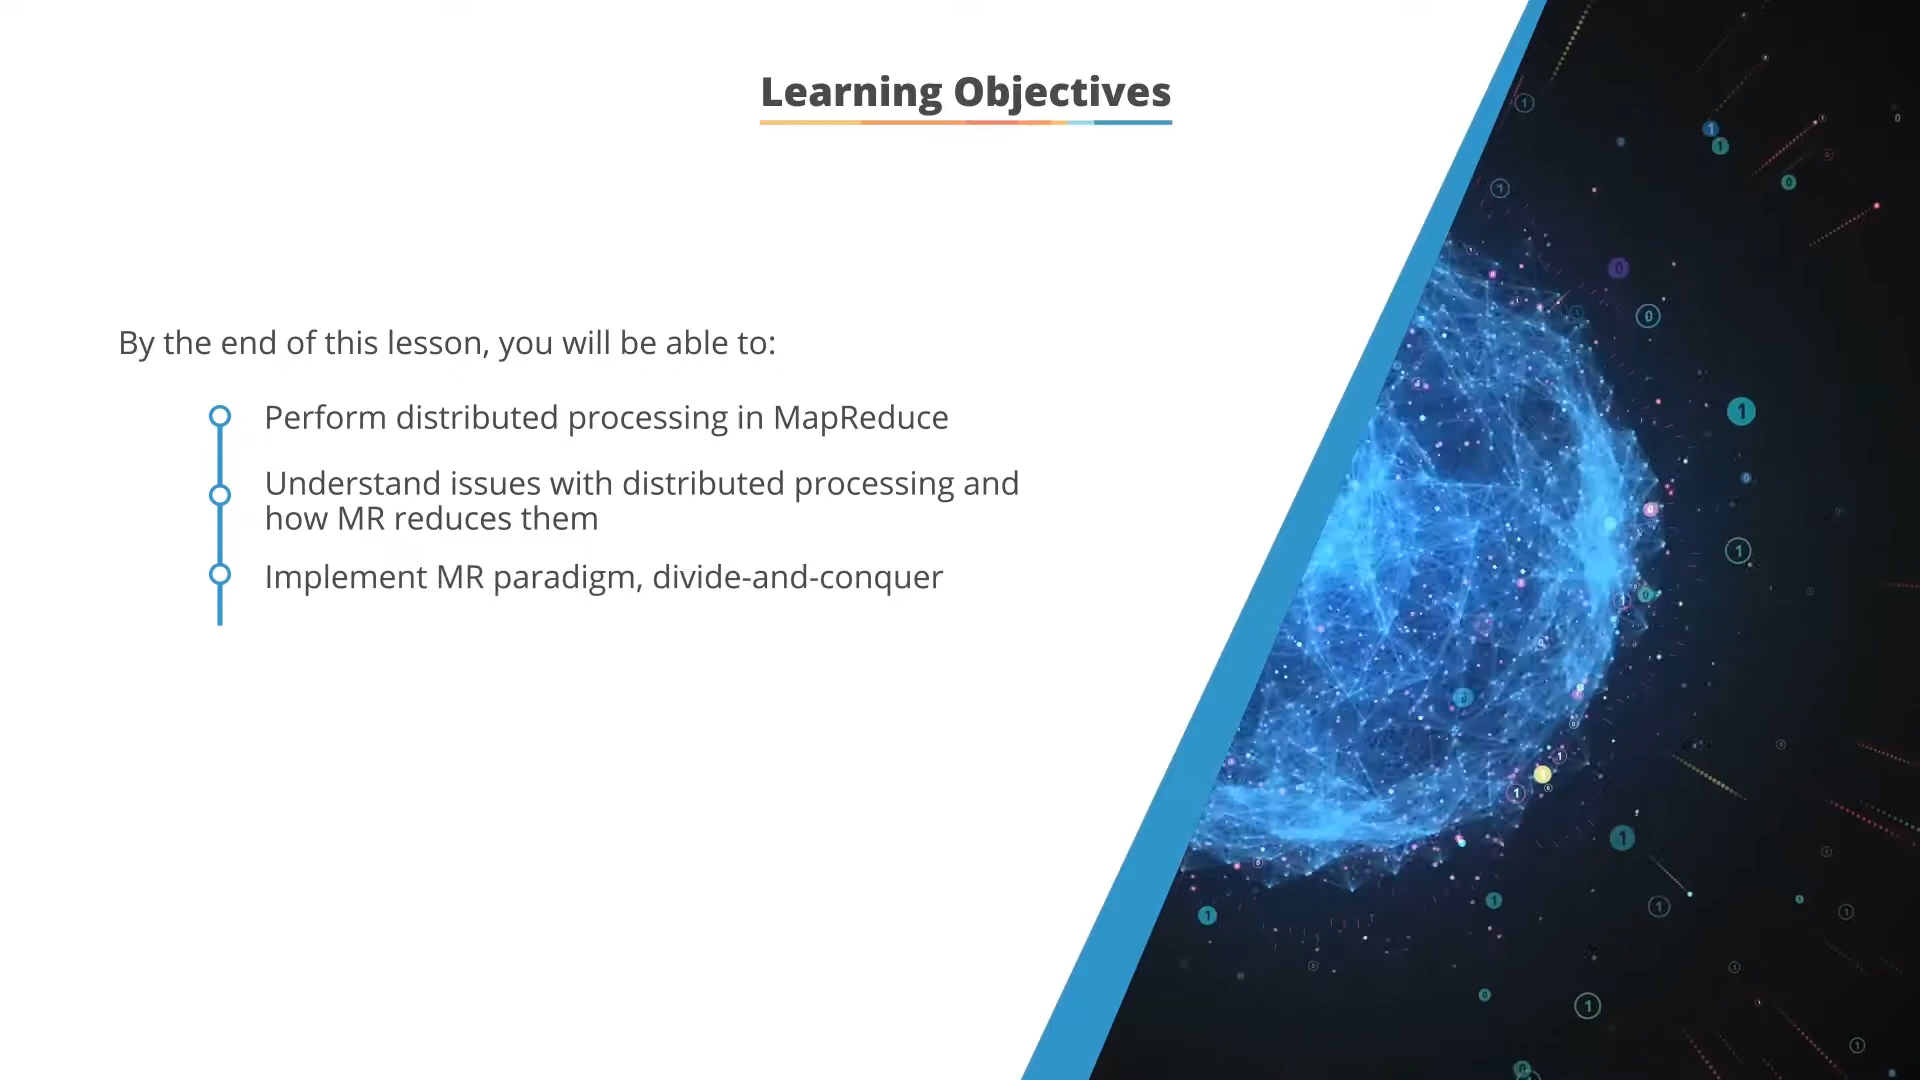 Learning Objectives
By the end of this lesson, you will be able to:
Perform distributed processing in MapReduce
Understand issues with distributed processing and
how MR reduces them
Implement MR paradigm, divide-and-conquer